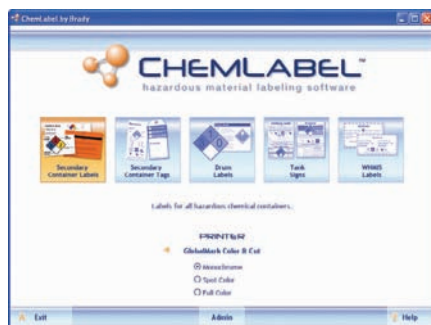 ChemLabel by Brady
CHEMLABEL™
hazardous material labeling software
Secondary Container Labels
Secondary Container Tags
Drum Labels
Tank Signs
WHMIS Labels
Labels for all hazardous chemical containers.
PRINTER
GlobalMark Color & Cut
Monochrome
Spot Color
Full Color
Exit
Admin
Help